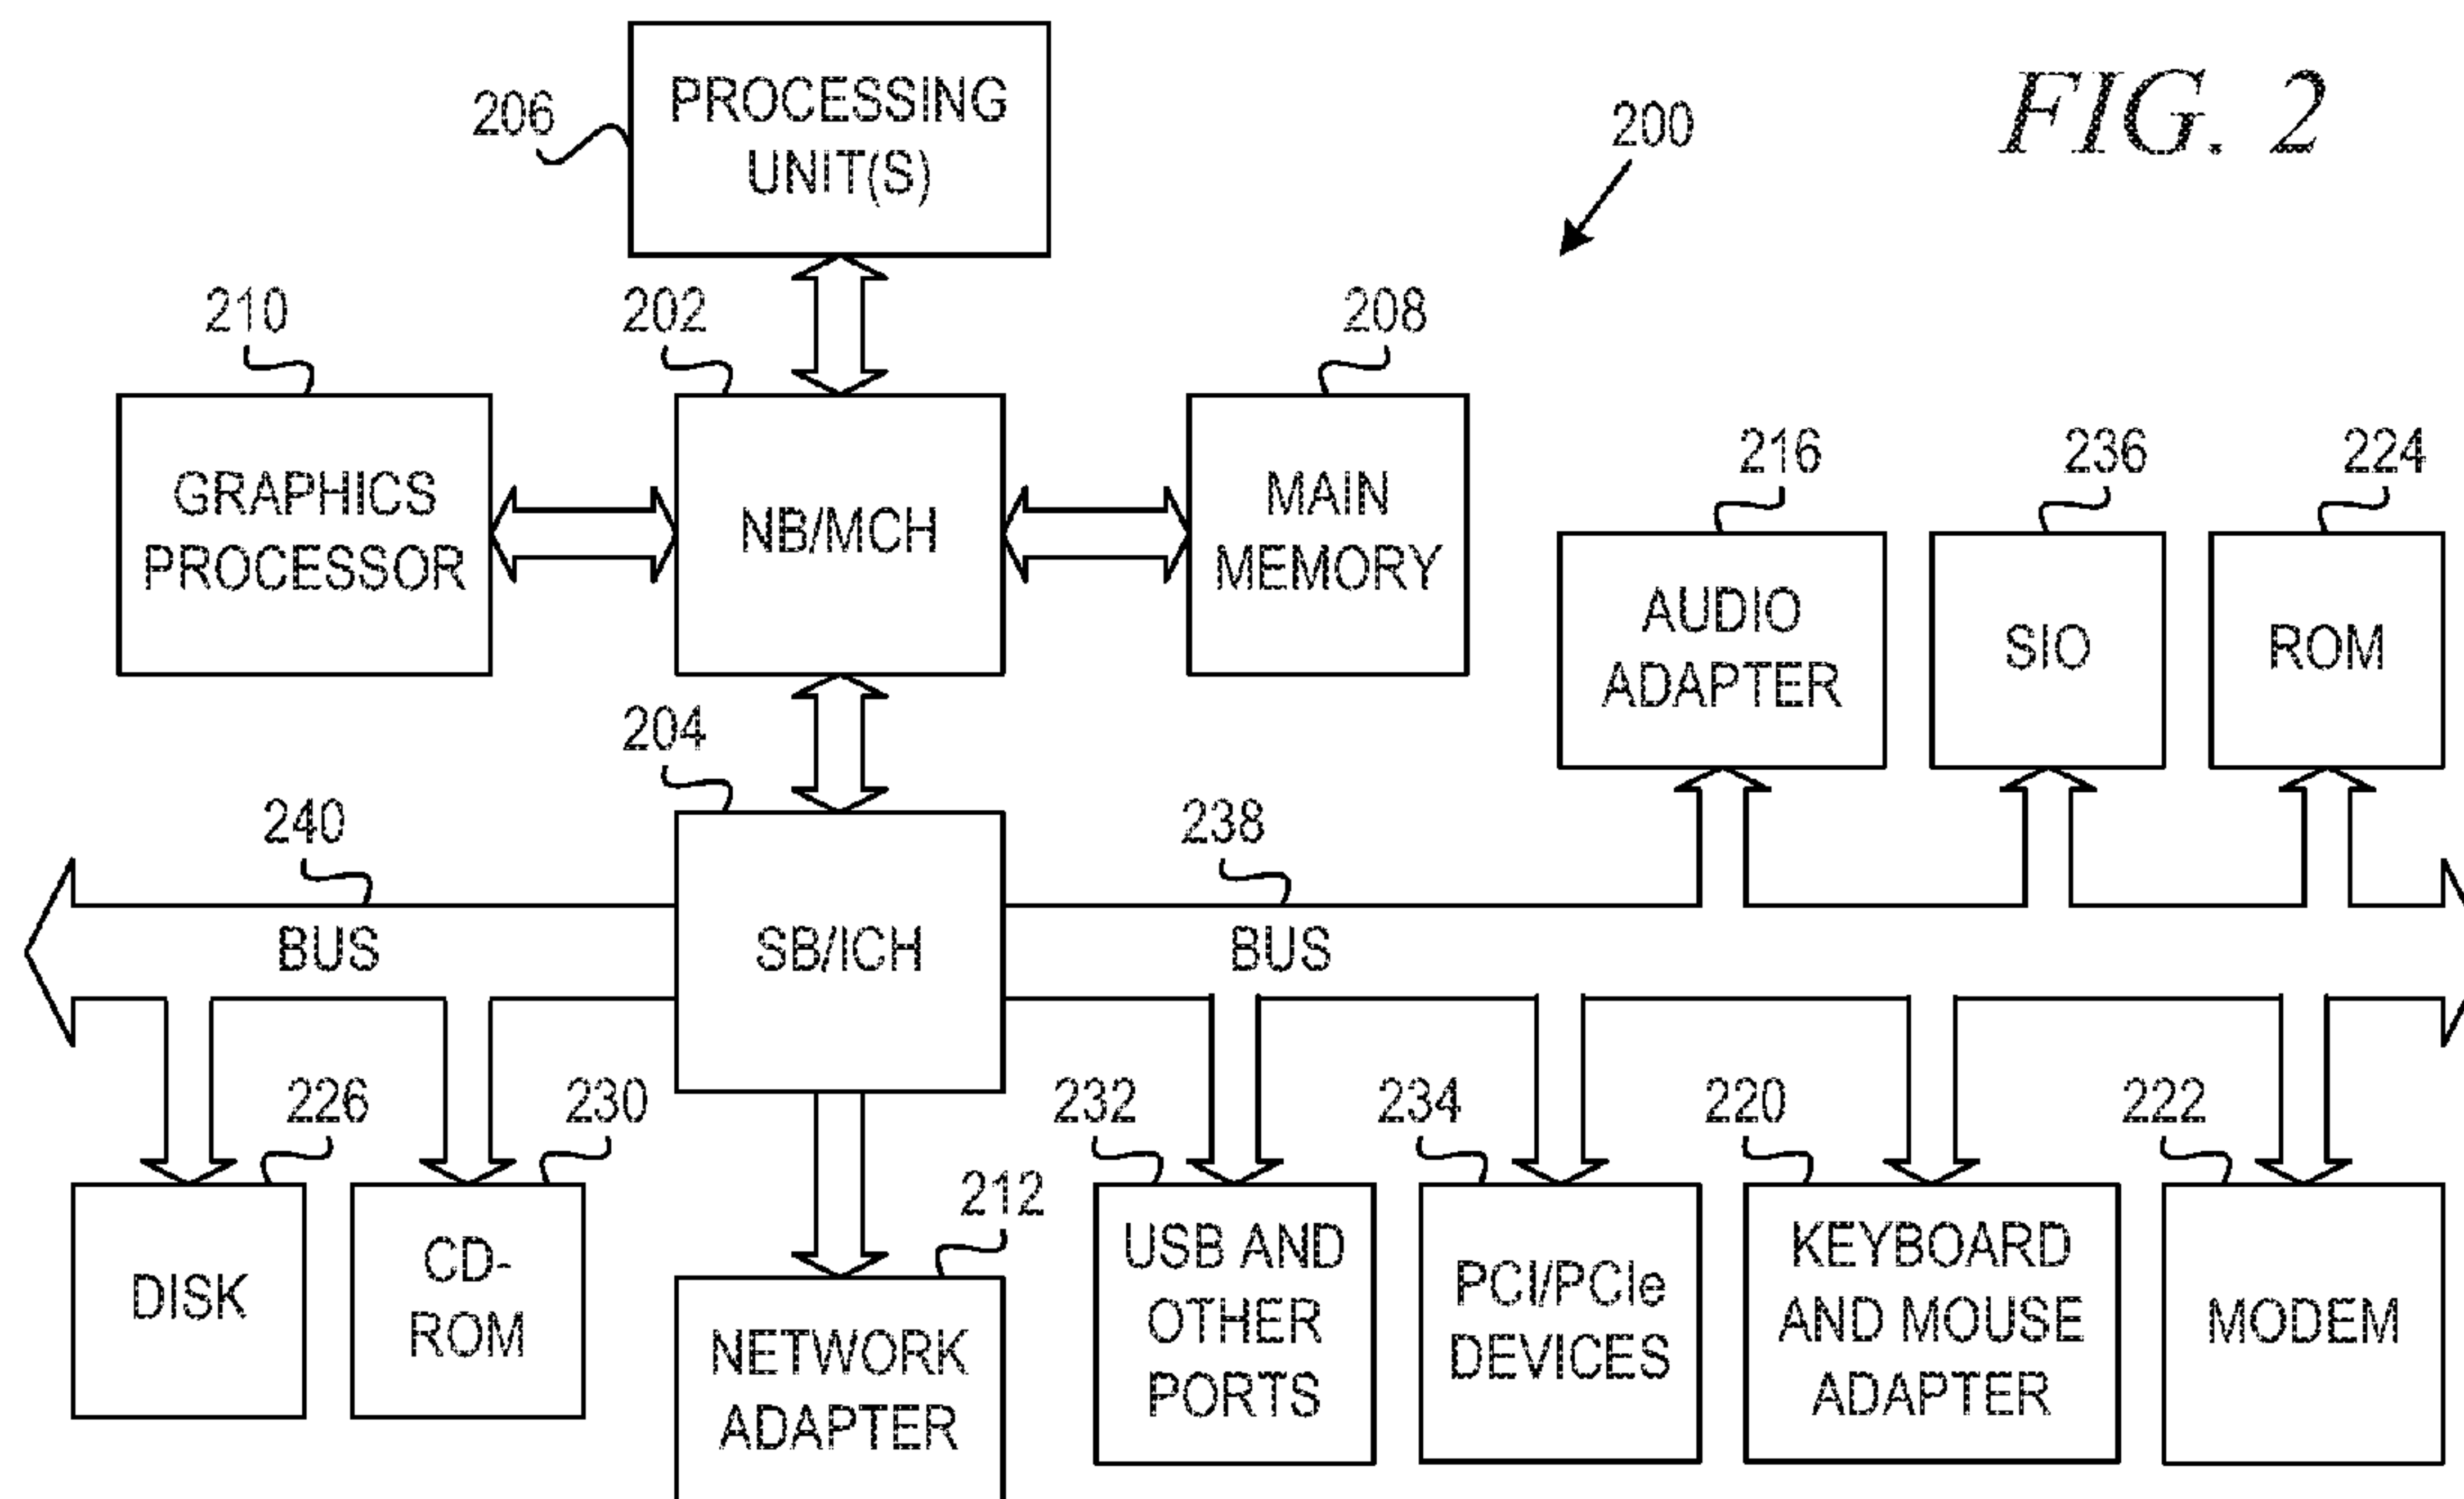 FIG. 2
200
206
PROCESSING
UNIT(S)
210
202
208
GRAPHICS
PROCESSOR
NB/MCH
MAIN
MEMORY
216
236
224
AUDIO
ADAPTER
SIO
ROM
204
240
238
BUS
SB/ICH
BUS
226
230
232
234
220
222
212
DISK
CD-
ROM
NETWORK
ADAPTER
USB AND
OTHER
PORTS
PCI/PCIe
DEVICES
KEYBOARD
AND MOUSE
ADAPTER
MODEM